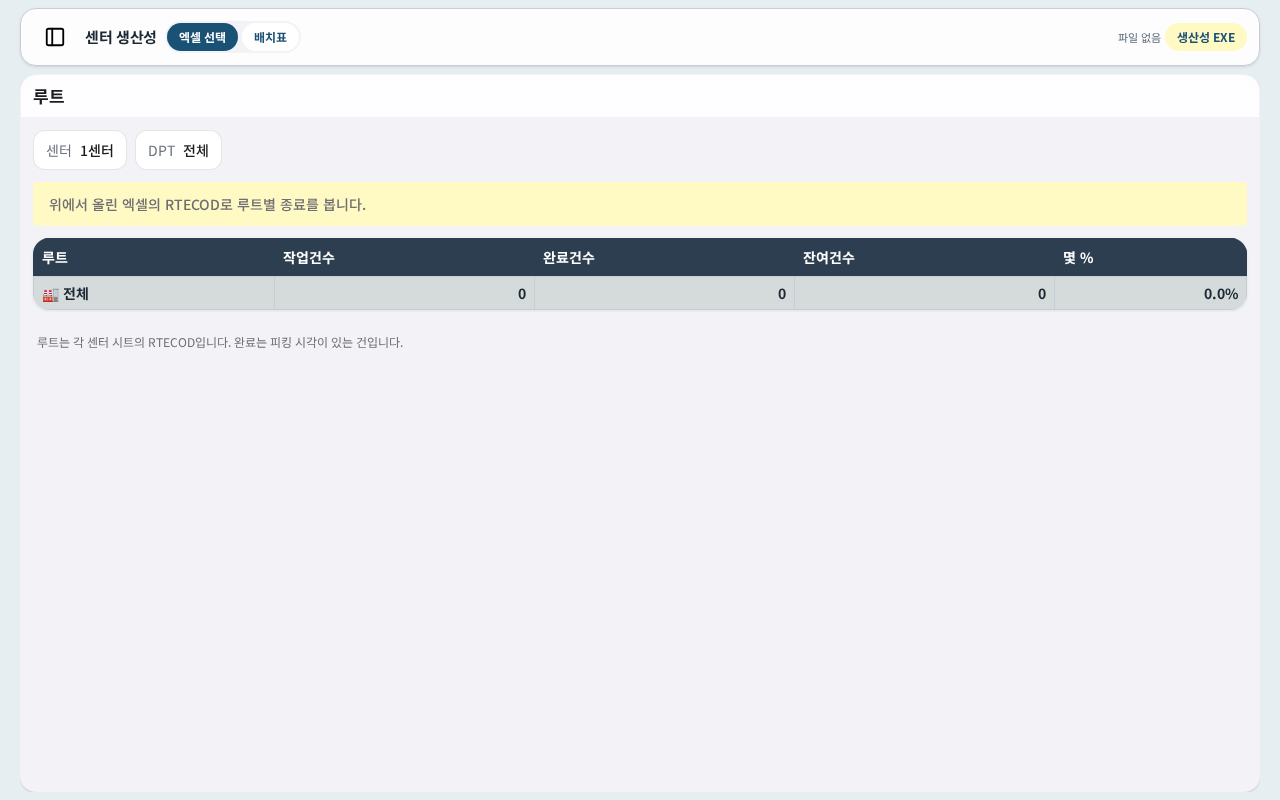 센터 생산성 엑셀 선택 배치표 파일 없음 생산성 EXE
루트
센터 1센터 DPT 전체
위에서 올린 엑셀의 RTECOD로 루트별 종료를 봅니다.
루트 작업건수 완료건수 잔여건수 몇 %
전체 0 0 0 0.0%
루트는 각 센터 시트의 RTECOD입니다. 완료는 피킹 시각이 있는 건입니다.